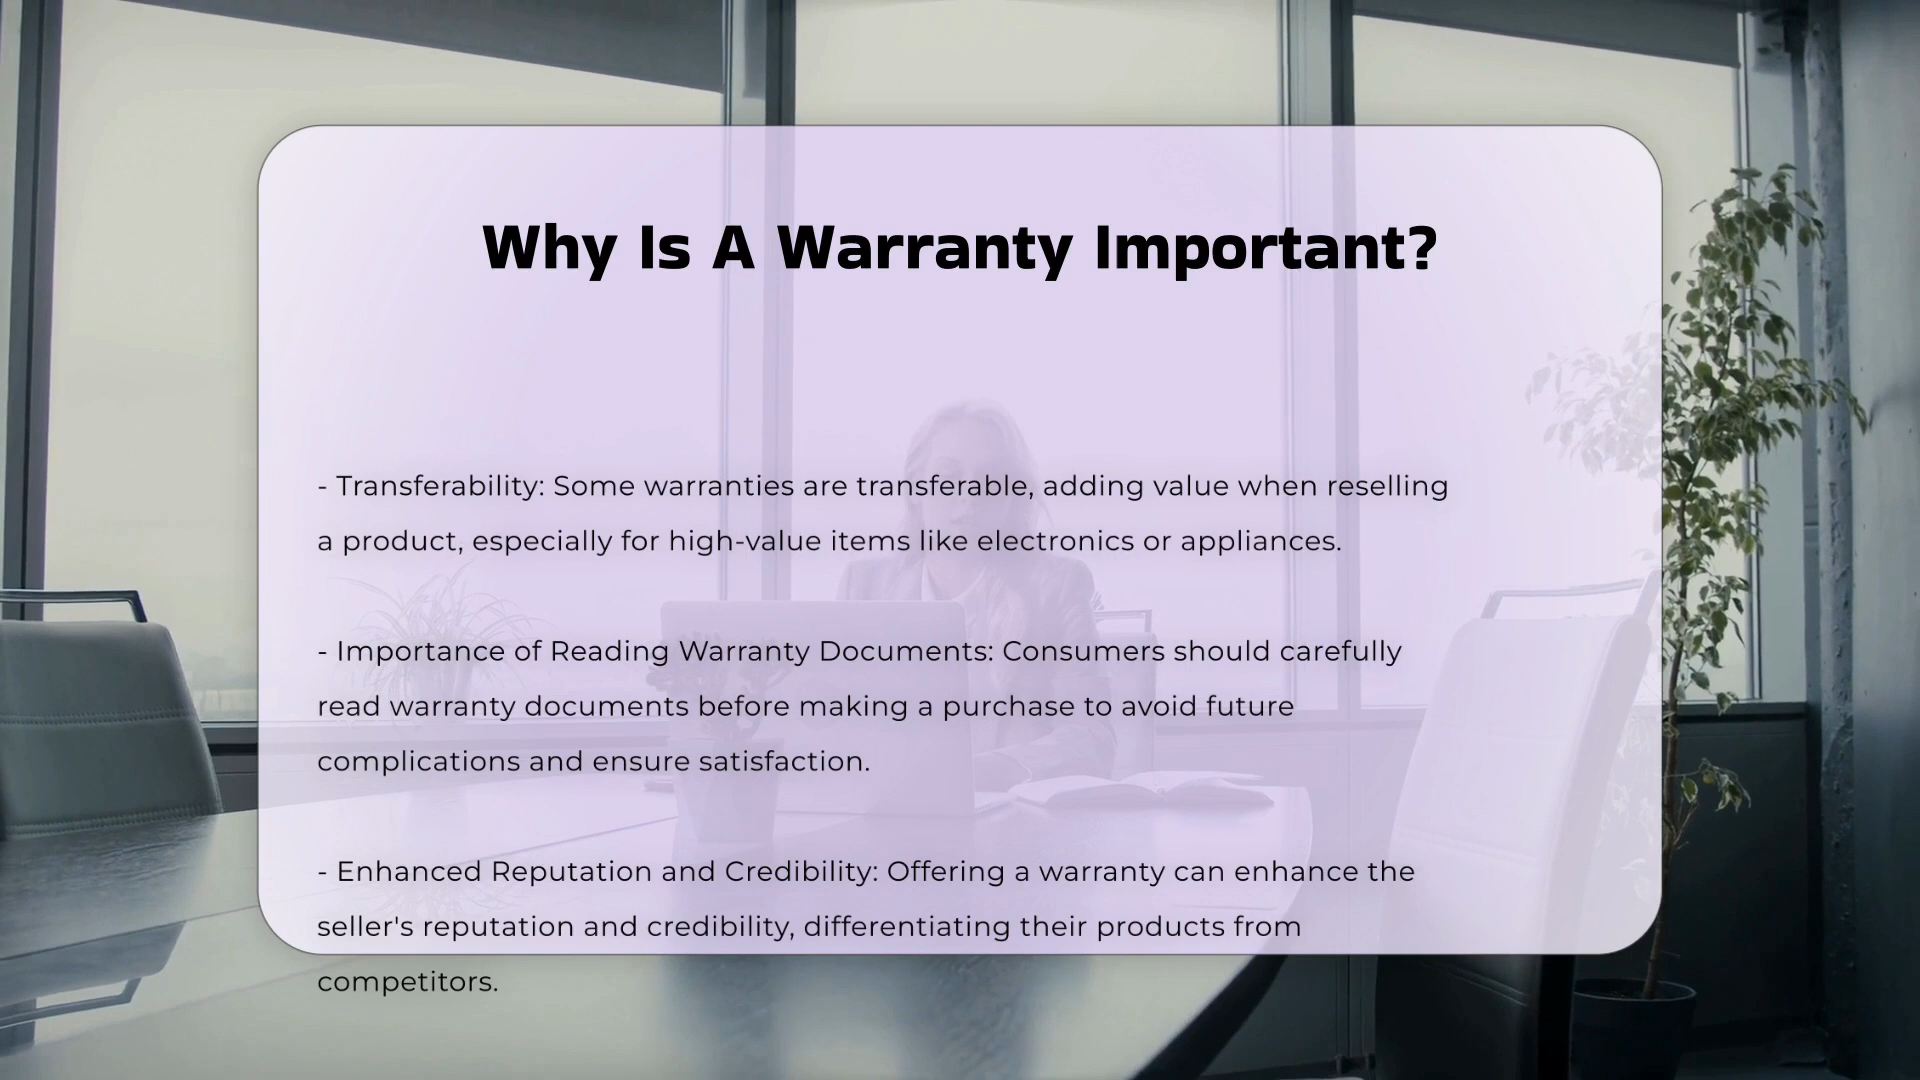 Why Is A Warranty Important?
- Transferability: Some warranties are transferable, adding value when reselling
a product, especially for high-value items like electronics or appliances.
- Importance of Reading Warranty Documents: Consumers should carefully
read warranty documents before making a purchase to avoid future
complications and ensure satisfaction.
- Enhanced Reputation and Credibility: Offering a warranty can enhance the
seller's reputation and credibility, differentiating their products from
competitors.